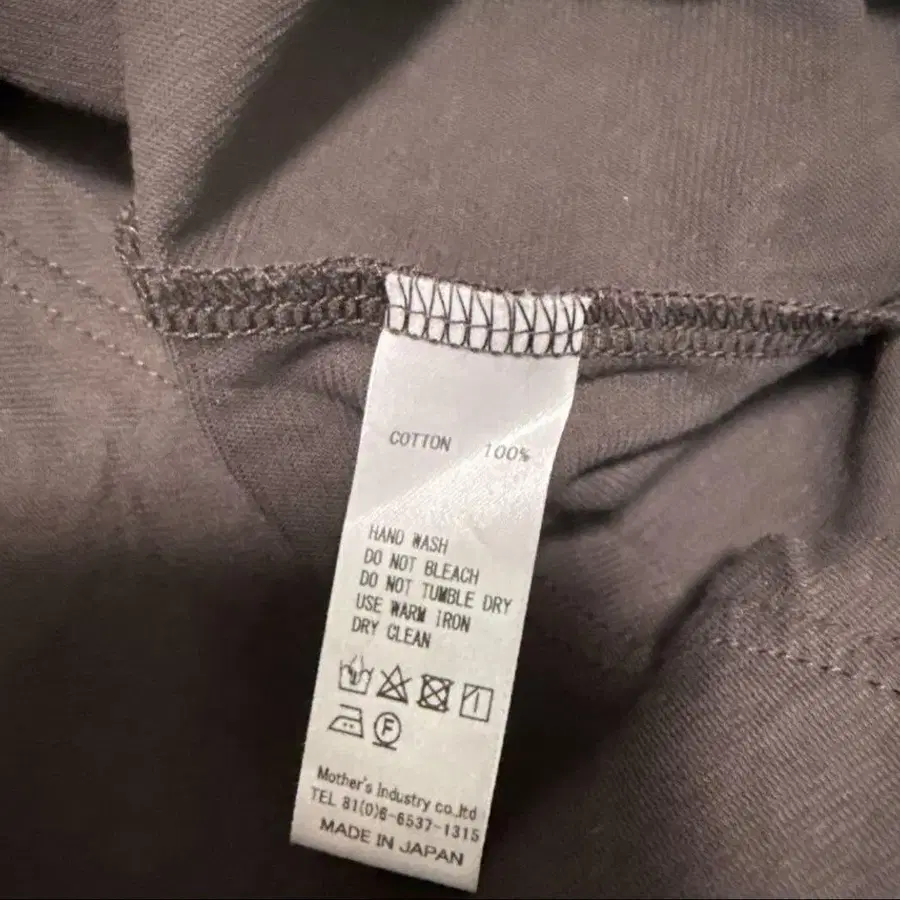 COTTON 100%
HAND WASH
DO NOT BLEACH
DO NOT TUMBLE DRY
USE WARM IRON
DRY CLEAN
F
Mother's Industry co.,ltd
TEL 81(0)6-6537-1315
MADE IN JAPAN